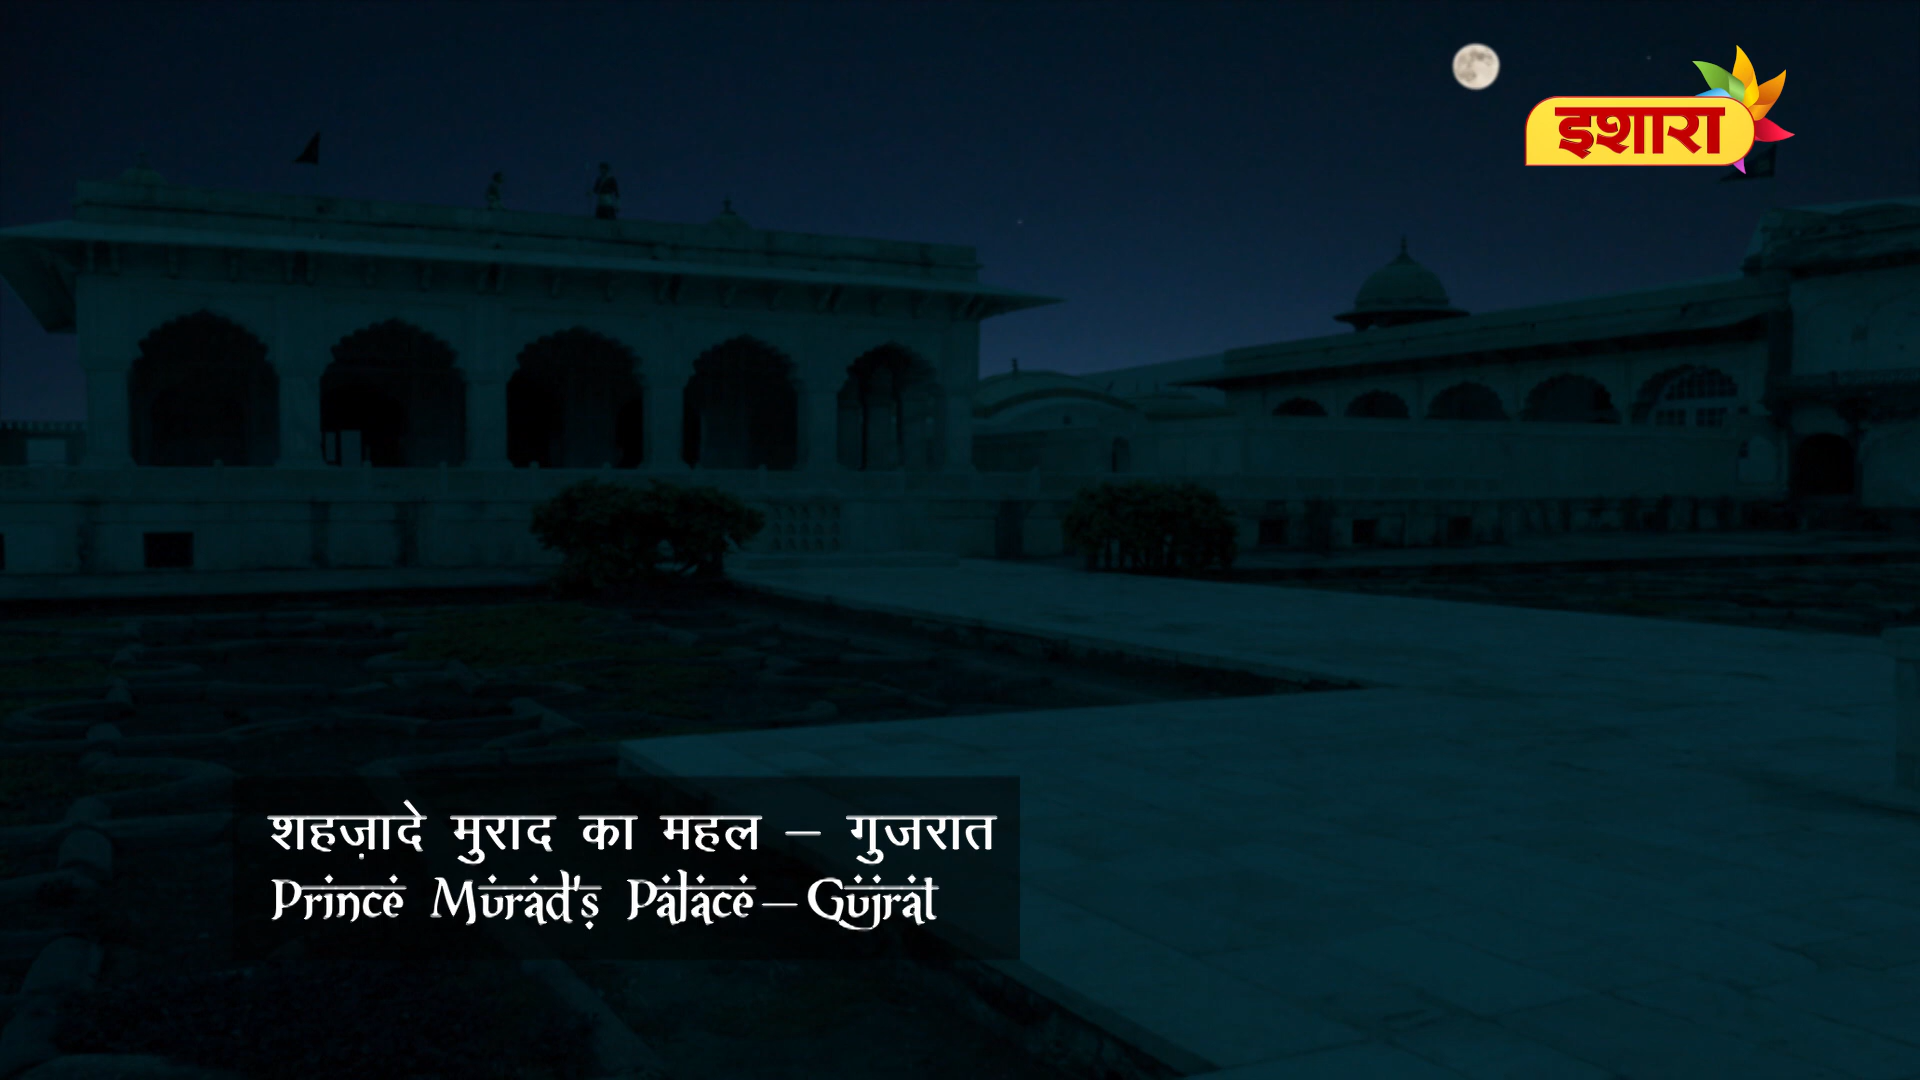 इशारा
शहज़ादे मुराद का महल – गुजरात
Prince Murad's Palace – Gujrat